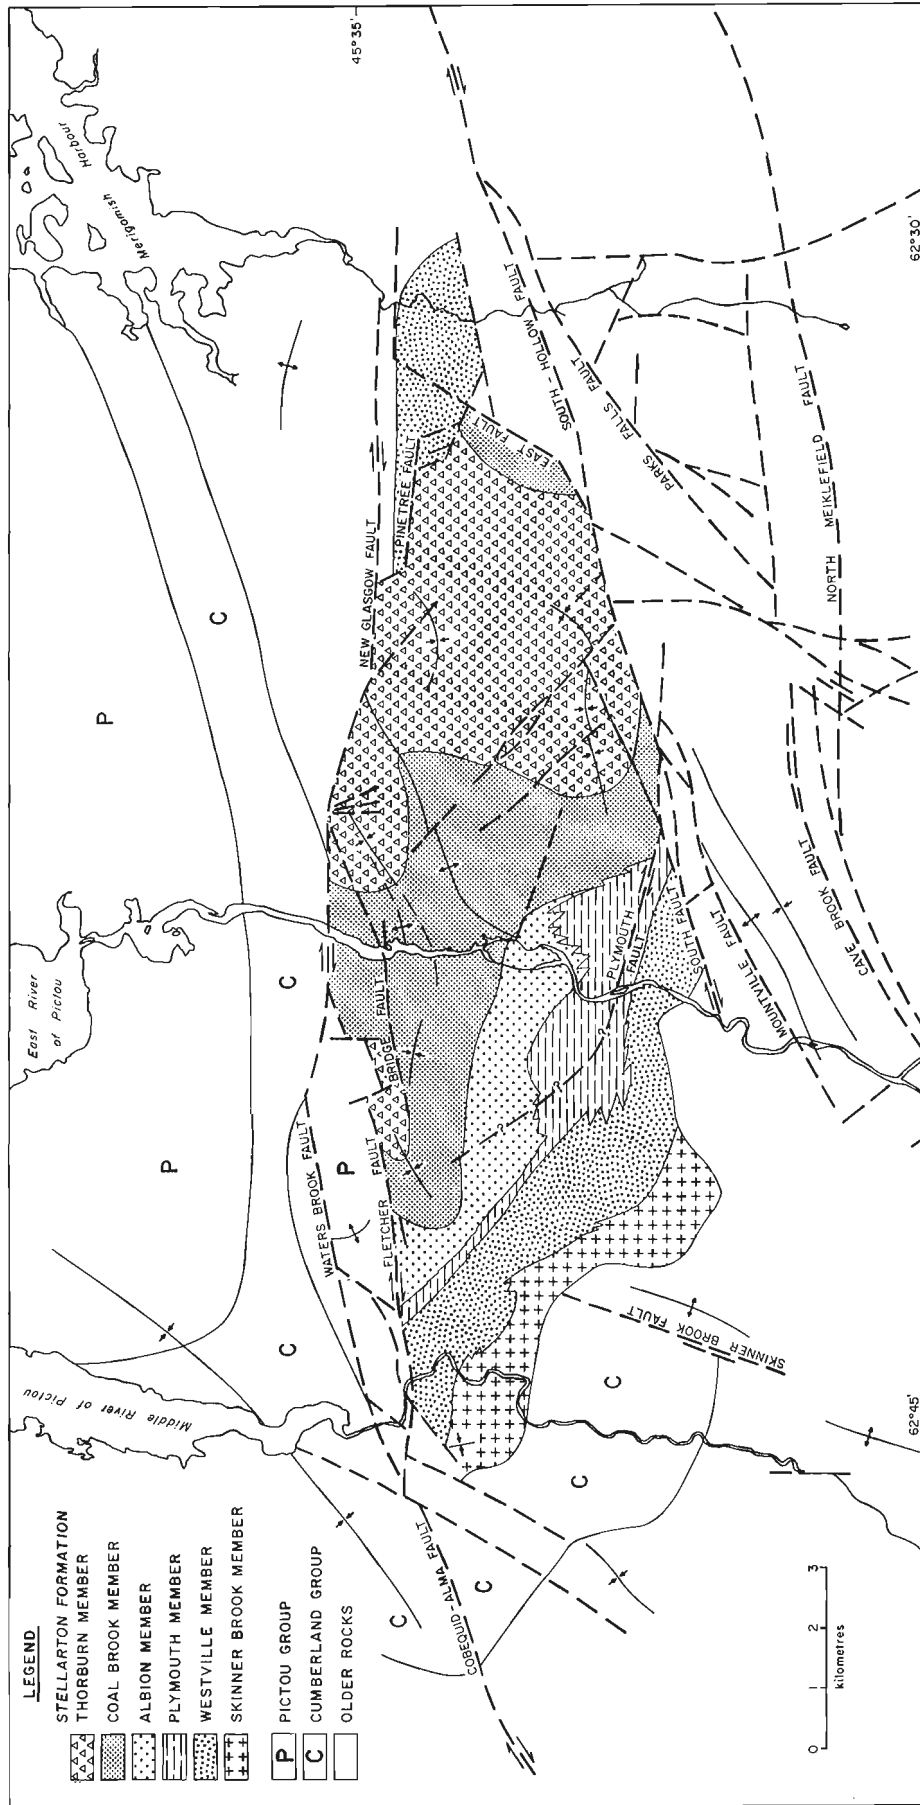 LEGEND
STELLARTON FORMATION
THORBURN MEMBER
COAL BROOK MEMBER
ALBION MEMBER
PLYMOUTH MEMBER
WESTVILLE MEMBER
SKINNER BROOK MEMBER
P PICTOU GROUP
C CUMBERLAND GROUP
OLDER ROCKS
0 1 2 3
kilometres
Middle River of Pictou
East River
of Pictou
Merigomish
Harbour
45°35'
62°45'
62°30'
P
P
P
C
C
C
C
C
C
C
COBEQUID-ALMA FAULT
WATERS BROOK FAULT
FLETCHER FAULT
BRIDGE FAULT
NEW GLASGOW FAULT
PINETREE FAULT
EAST FAULT
SOUTH-HOLLOW FAULT
PARKS FALLS FAULT
NORTH MEIKLEFIELD FAULT
PLYMOUTH
FAULT
SOUTH FAULT
MOUNTVILLE FAULT
CAVE BROOK FAULT
SKINNER BROOK FAULT
?
?
?